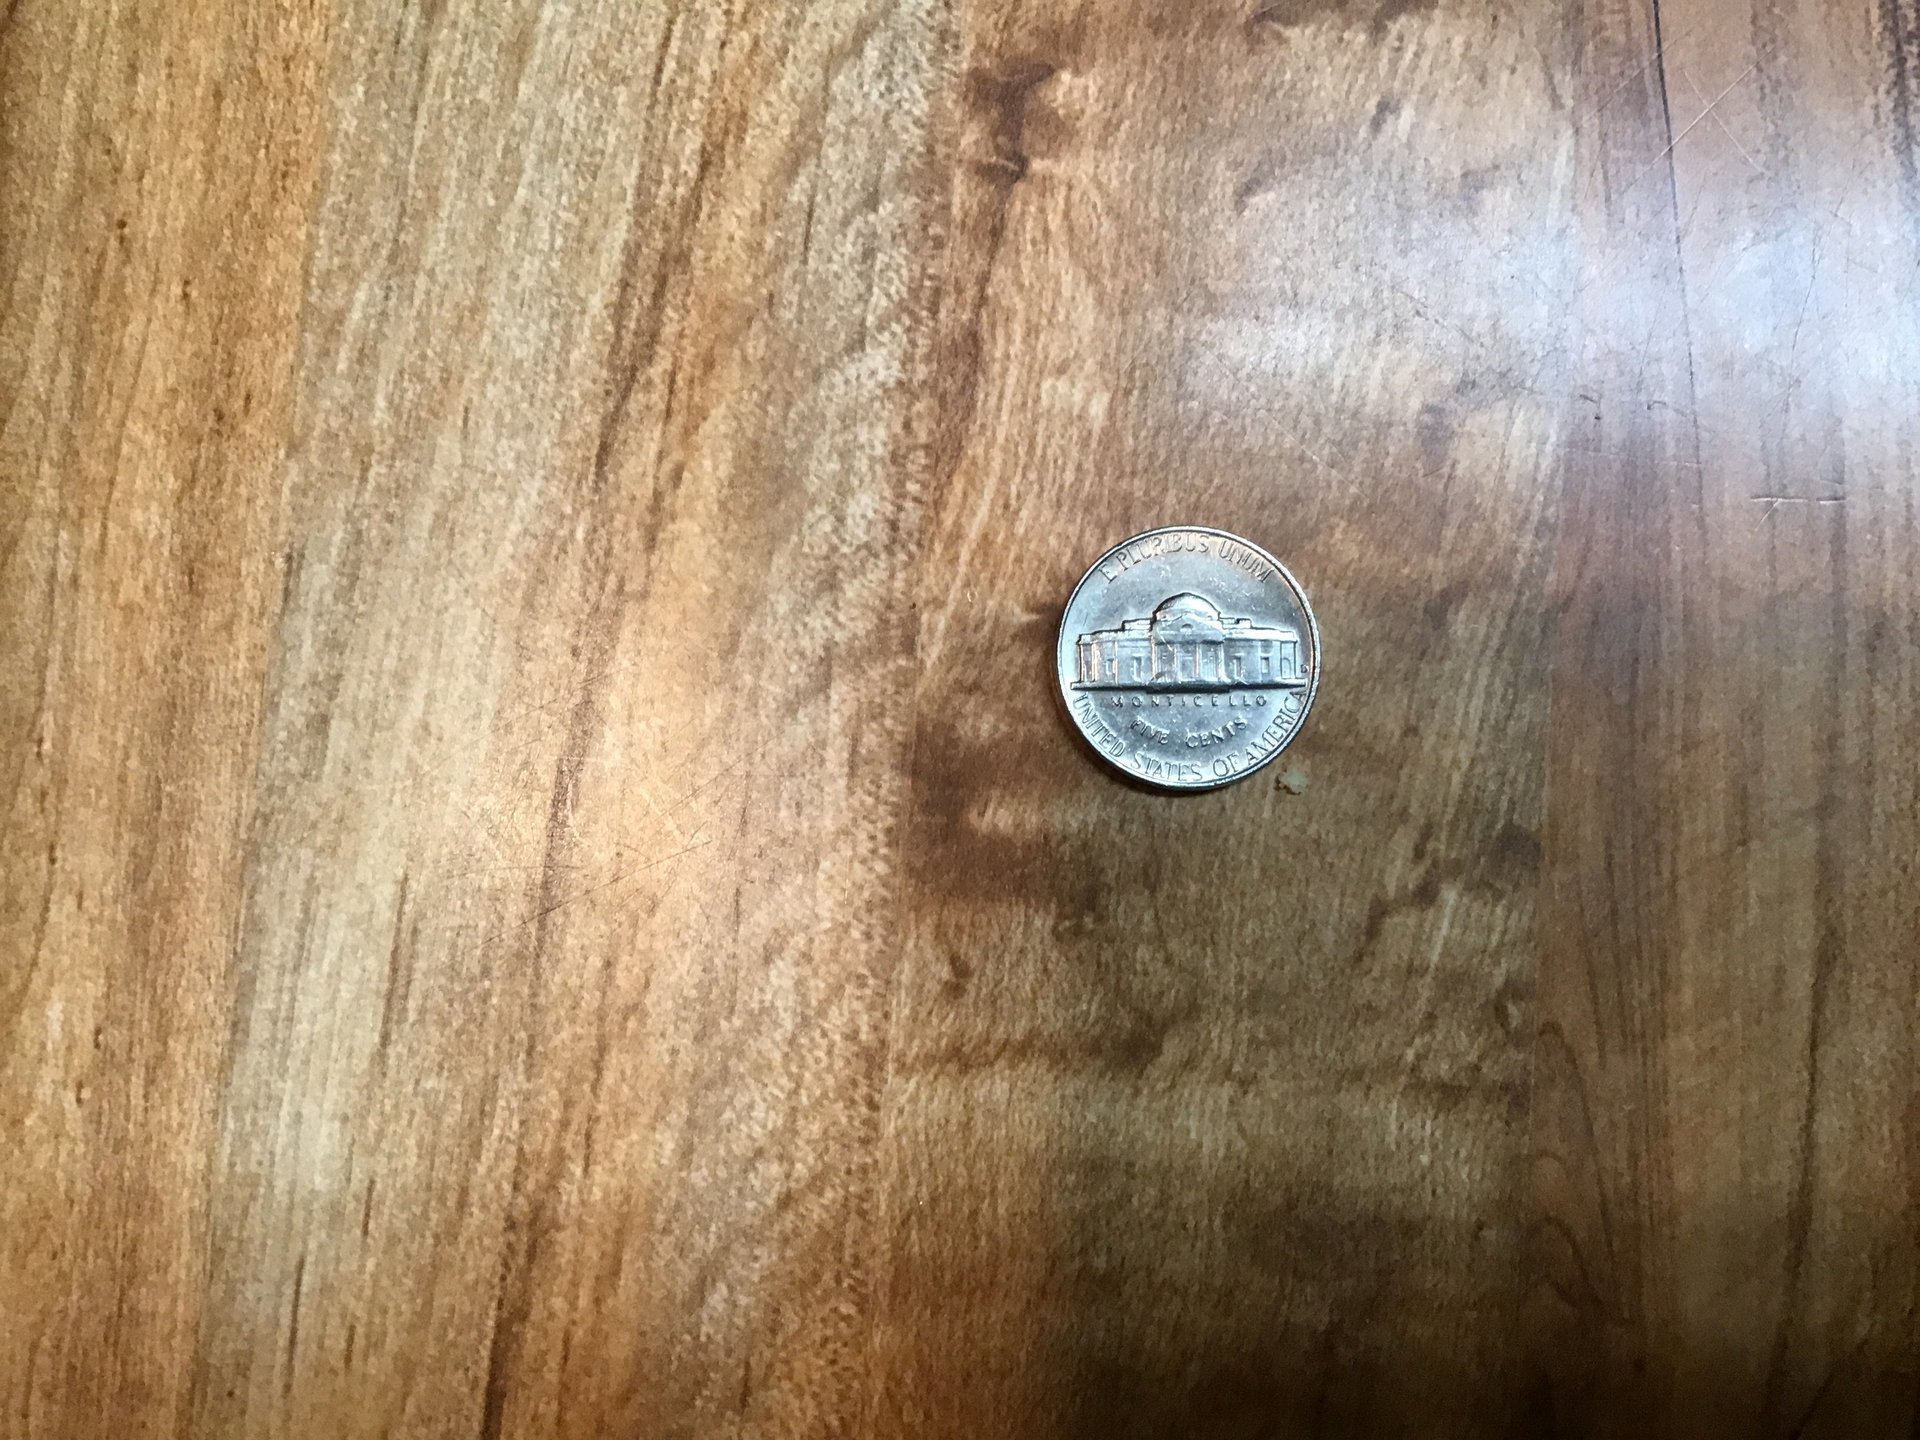 E PLURIBUS UNUM
MONTICELLO
FIVE CENTS
UNITED STATES OF AMERICA